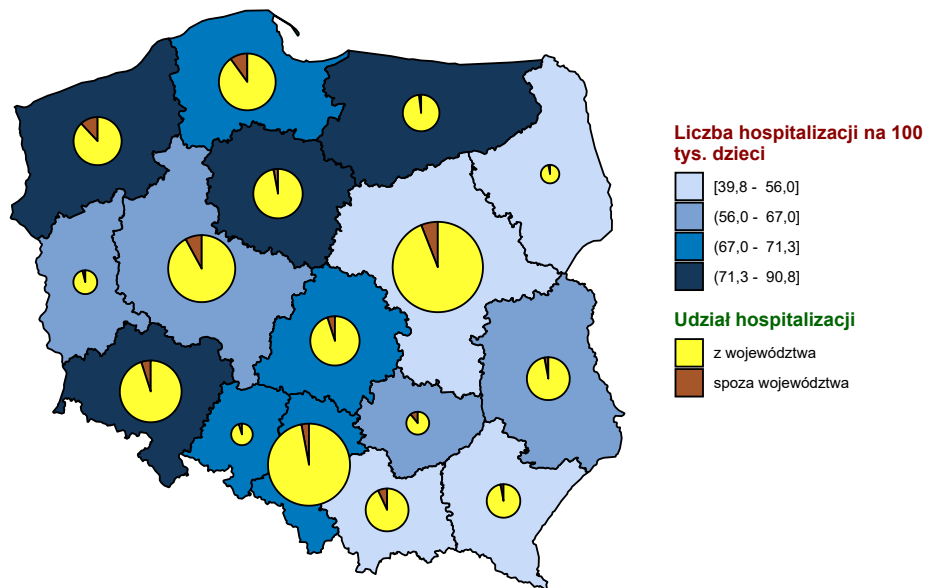 Liczba hospitalizacji na 100
tys. dzieci
[39,8 - 56,0]
(56,0 - 67,0]
(67,0 - 71,3]
(71,3 - 90,8]
Udział hospitalizacji
z województwa
spoza województwa